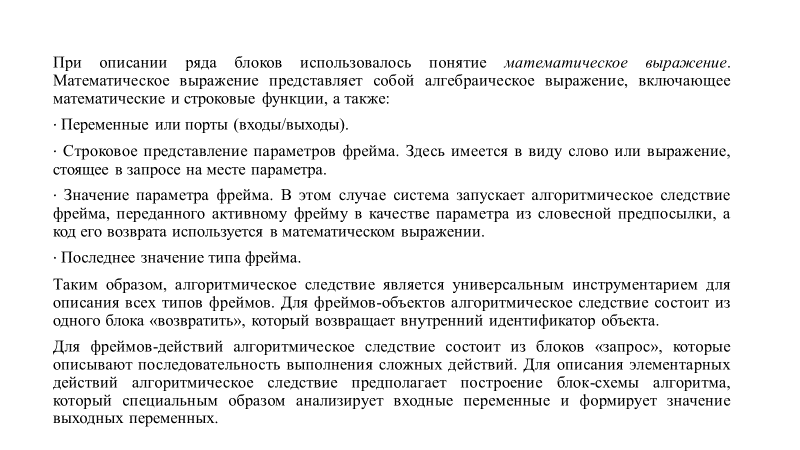 При описании ряда блоков использовалось понятие математическое выражение.
Математическое выражение представляет собой алгебраическое выражение, включающее
математические и строковые функции, а также:
· Переменные или порты (входы/выходы).
· Строковое представление параметров фрейма. Здесь имеется в виду слово или выражение,
стоящее в запросе на месте параметра.
· Значение параметра фрейма. В этом случае система запускает алгоритмическое следствие
фрейма, переданного активному фрейму в качестве параметра из словесной предпосылки, а
код его возврата используется в математическом выражении.
· Последнее значение типа фрейма.
Таким образом, алгоритмическое следствие является универсальным инструментарием для
описания всех типов фреймов. Для фреймов-объектов алгоритмическое следствие состоит из
одного блока «возвратить», который возвращает внутренний идентификатор объекта.
Для фреймов-действий алгоритмическое следствие состоит из блоков «запрос», которые
описывают последовательность выполнения сложных действий. Для описания элементарных
действий алгоритмическое следствие предполагает построение блок-схемы алгоритма,
который специальным образом анализирует входные переменные и формирует значение
выходных переменных.